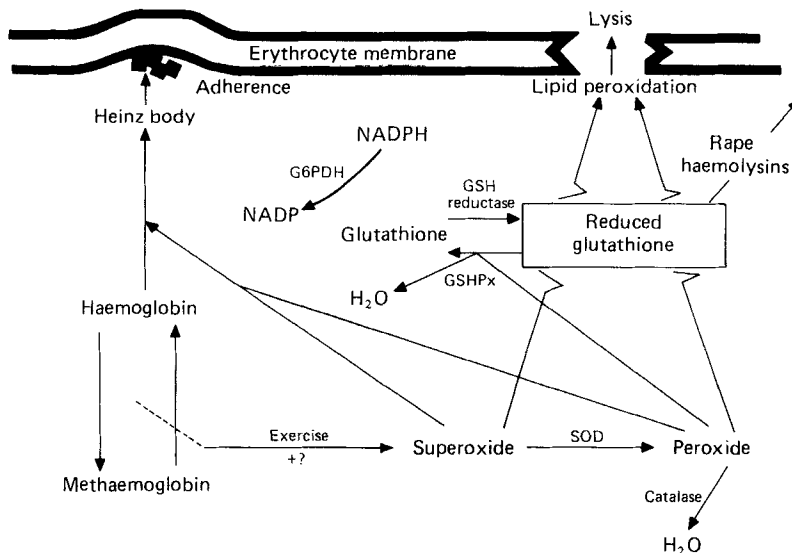 Lysis
Erythrocyte membrane
Adherence
Lipid peroxidation
Heinz body
NADPH
Rape
haemolysins
G6PDH
GSH
reductase
NADP
Glutathione
Reduced
glutathione
GSHPx
H₂O
Haemoglobin
Exercise
+?
Superoxide
SOD
Peroxide
Methaemoglobin
Catalase
H₂O